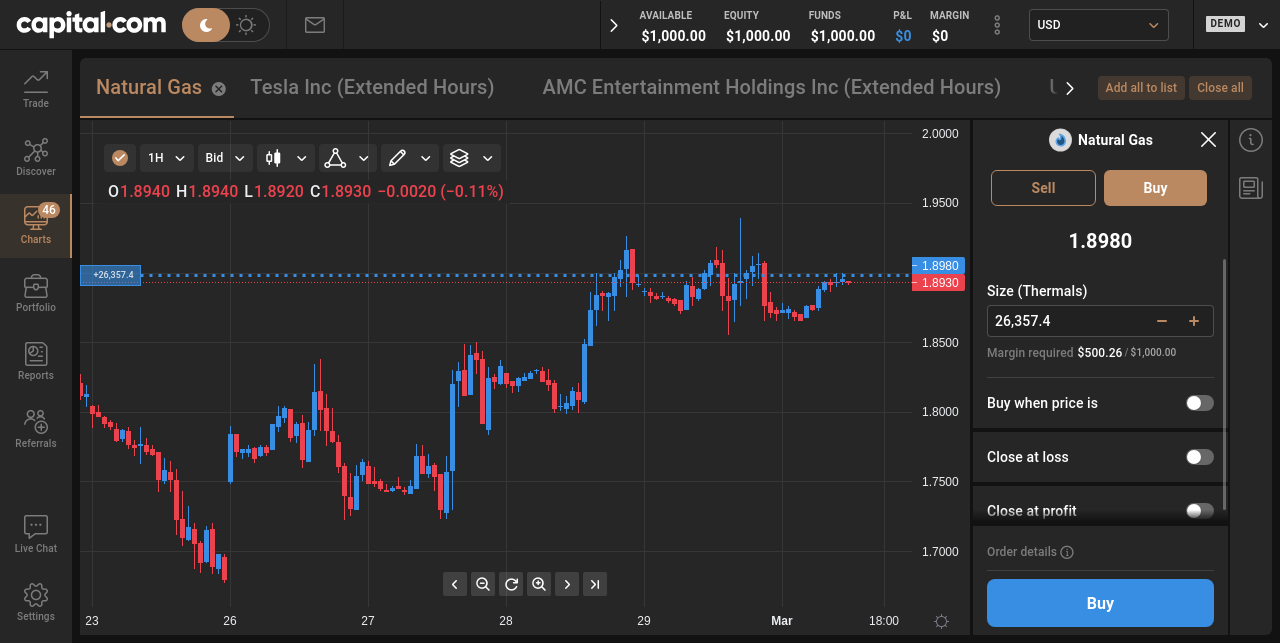 capital.com
AVAILABLE EQUITY FUNDS P&L MARGIN
$1,000.00 $1,000.00 $1,000.00 $0 $0
USD
DEMO
Trade
Discover
46
Charts
Portfolio
Reports
Referrals
Live Chat
Settings
Natural Gas Tesla Inc (Extended Hours) AMC Entertainment Holdings Inc (Extended Hours)
Add all to list Close all
1H Bid
O1.8940 H1.8940 L1.8920 C1.8930 −0.0020 (−0.11%)
+26,357.4
2.0000
1.9500
1.8980
1.8930
1.8500
1.8000
1.7500
1.7000
23 26 27 28 29 Mar 18:00
Natural Gas
Sell Buy
1.8980
Size (Thermals)
26,357.4
Margin required $500.26 / $1,000.00
Buy when price is
Close at loss
Close at profit
Order details
Buy